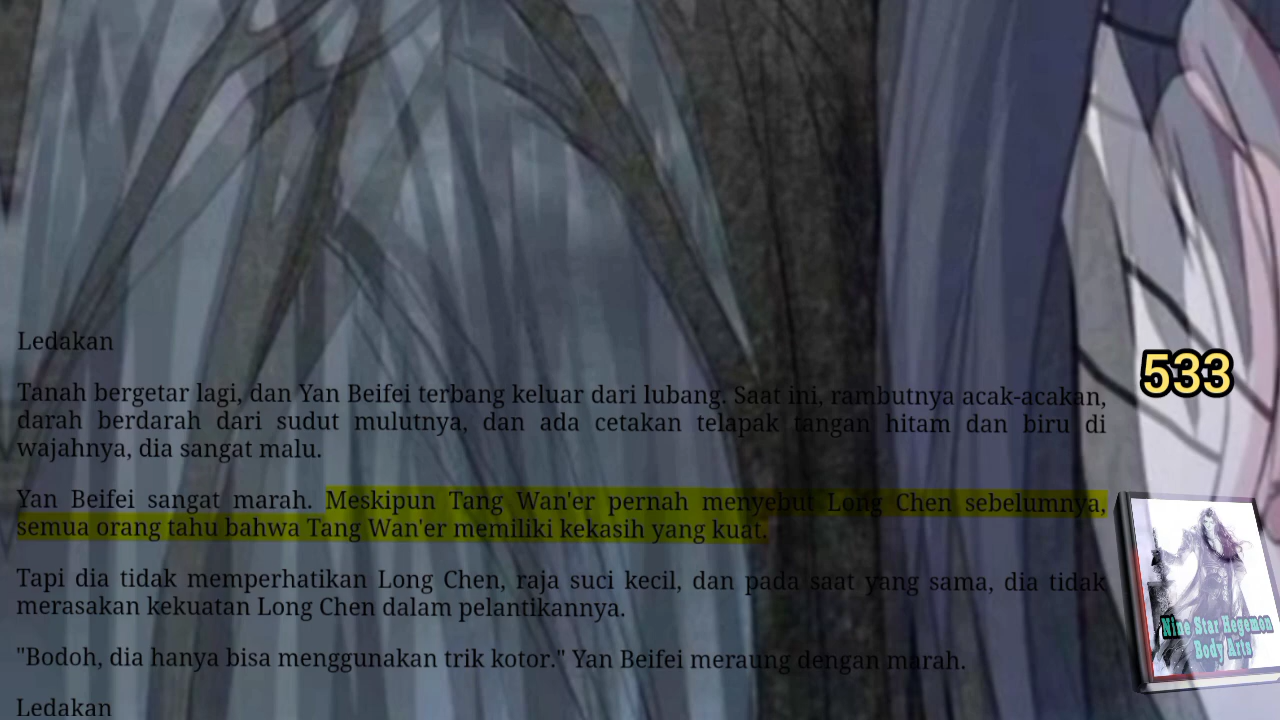 Ledakan
Tanah bergetar lagi, dan Yan Beifei terbang keluar dari lubang. Saat ini, rambutnya acak-acakan,
darah berdarah dari sudut mulutnya, dan ada cetakan telapak tangan hitam dan biru di
wajahnya, dia sangat malu.
533
Yan Beifei sangat marah. Meskipun Tang Wan'er pernah menyebut Long Chen sebelumnya,
semua orang tahu bahwa Tang Wan'er memiliki kekasih yang kuat.
Tapi dia tidak memperhatikan Long Chen, raja suci kecil, dan pada saat yang sama, dia tidak
merasakan kekuatan Long Chen dalam pelantikannya.
"Bodoh, dia hanya bisa menggunakan trik kotor." Yan Beifei meraung dengan marah.
Nine Star Hegemon
Body Arts
Ledakan